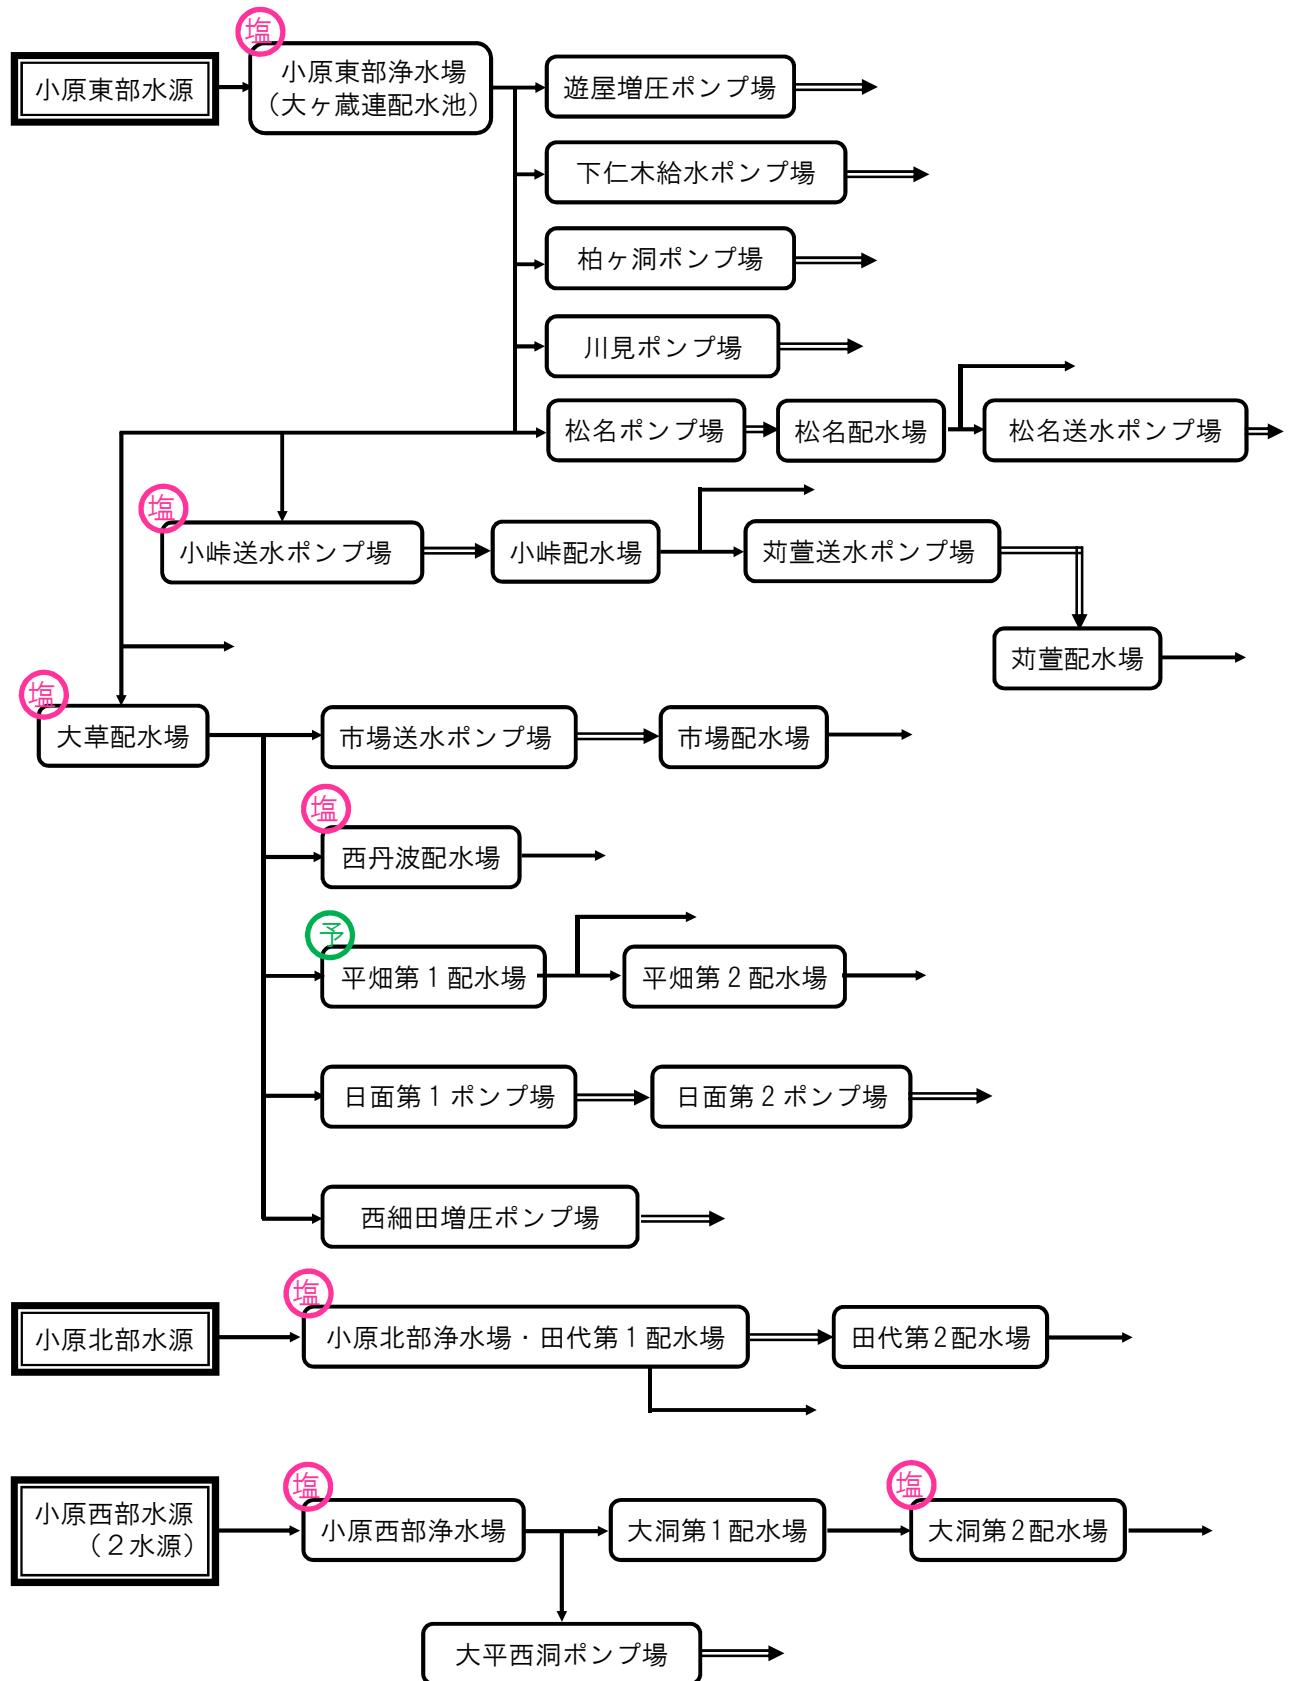 塩
小原東部水源
小原東部浄水場
（大ヶ蔵連配水池）
遊屋増圧ポンプ場
下仁木給水ポンプ場
柏ヶ洞ポンプ場
川見ポンプ場
松名ポンプ場
松名配水場
松名送水ポンプ場
塩
小峠送水ポンプ場
小峠配水場
苅萱送水ポンプ場
苅萱配水場
塩
大草配水場
市場送水ポンプ場
市場配水場
塩
西丹波配水場
予
平畑第１配水場
平畑第２配水場
日面第１ポンプ場
日面第２ポンプ場
西細田増圧ポンプ場
塩
小原北部水源
小原北部浄水場・田代第１配水場
田代第2配水場
塩
小原西部水源
（２水源）
小原西部浄水場
大洞第1配水場
塩
大洞第2配水場
大平西洞ポンプ場